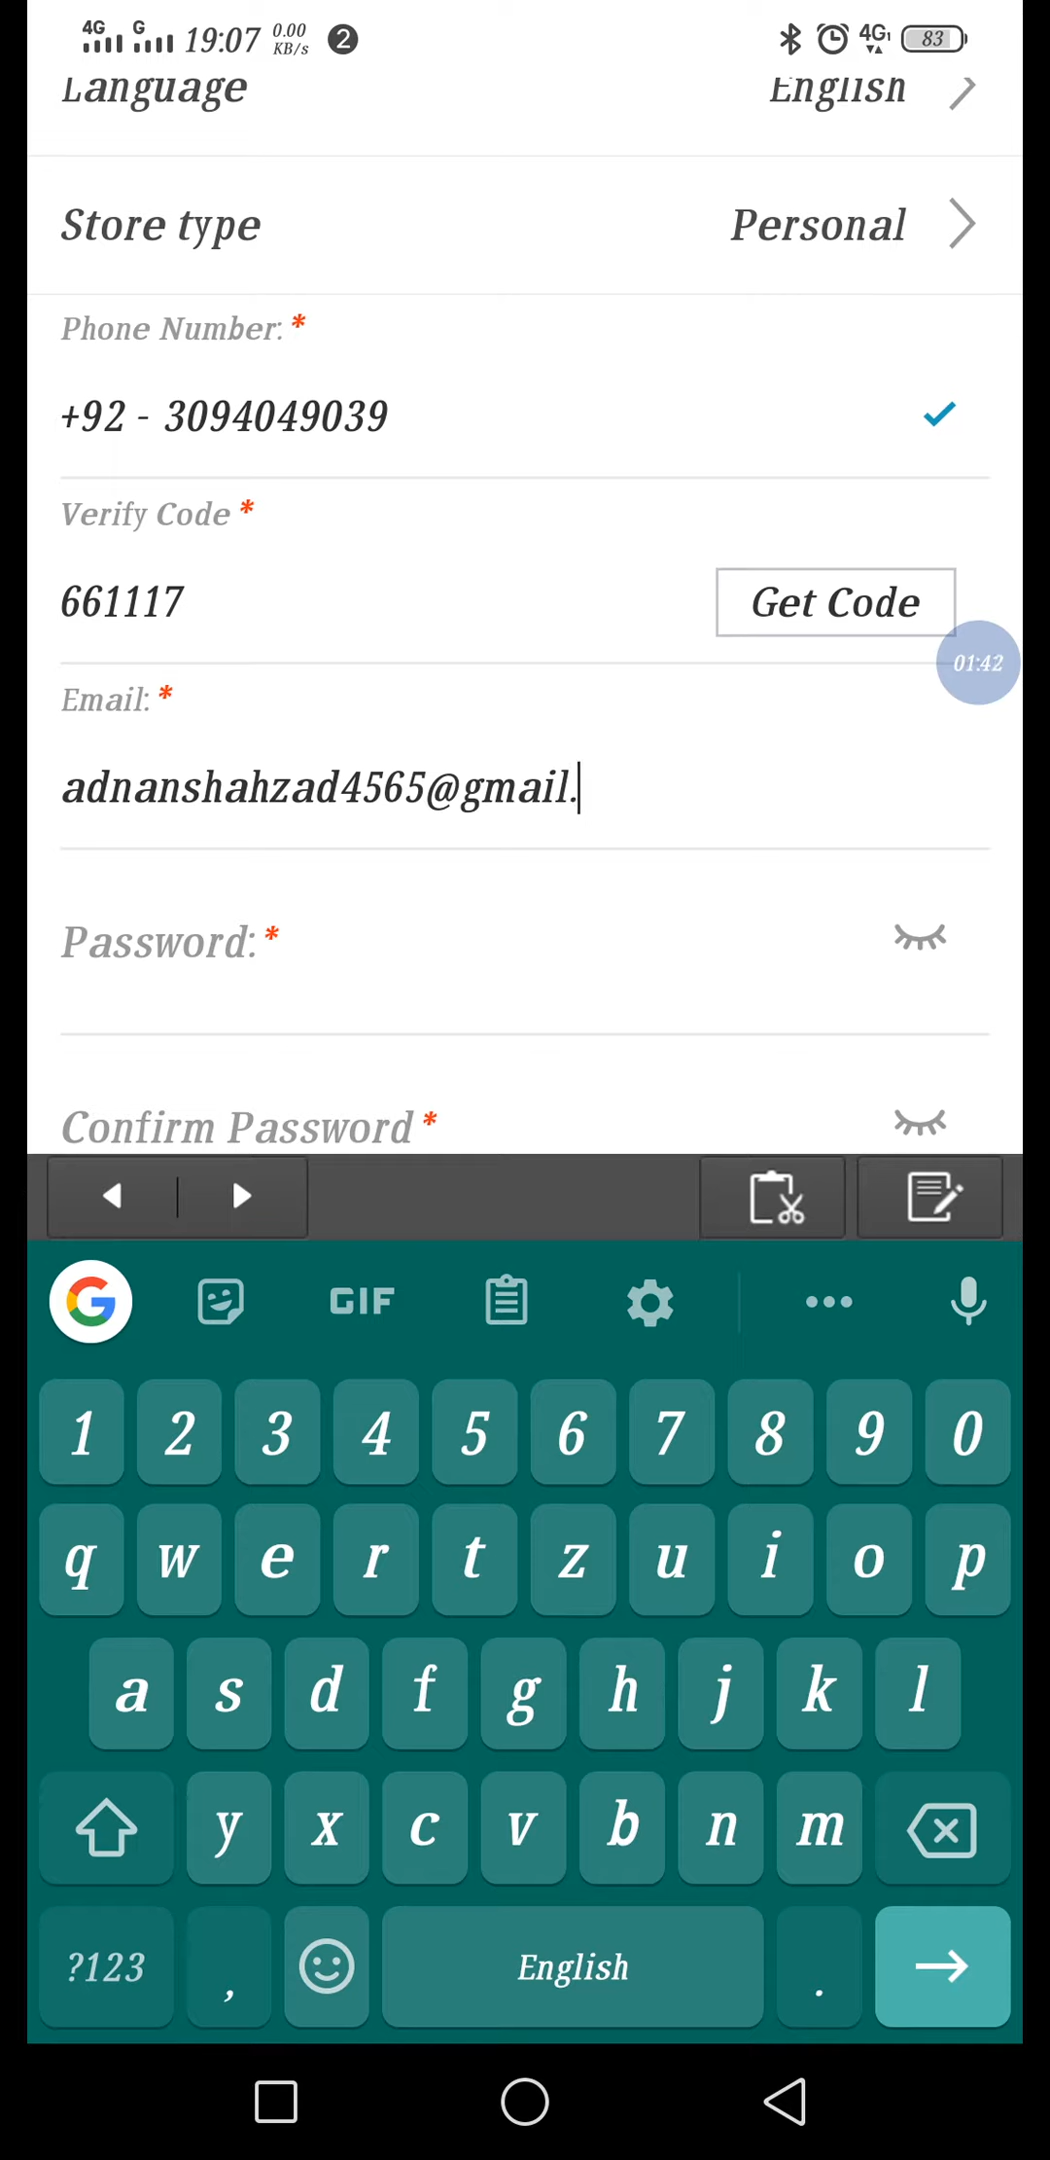 4G G 19:07 0.00 KB/s 2 4G1 83
Language English
Store type Personal
Phone Number: *
+92 - 3094049039
Verify Code *
661117 Get Code
01:42
Email: *
adnanshahzad4565@gmail.
Password: *
Confirm Password *
G GIF
1 2 3 4 5 6 7 8 9 0
q w e r t z u i o p
a s d f g h j k l
y x c v b n m
?123 , English .